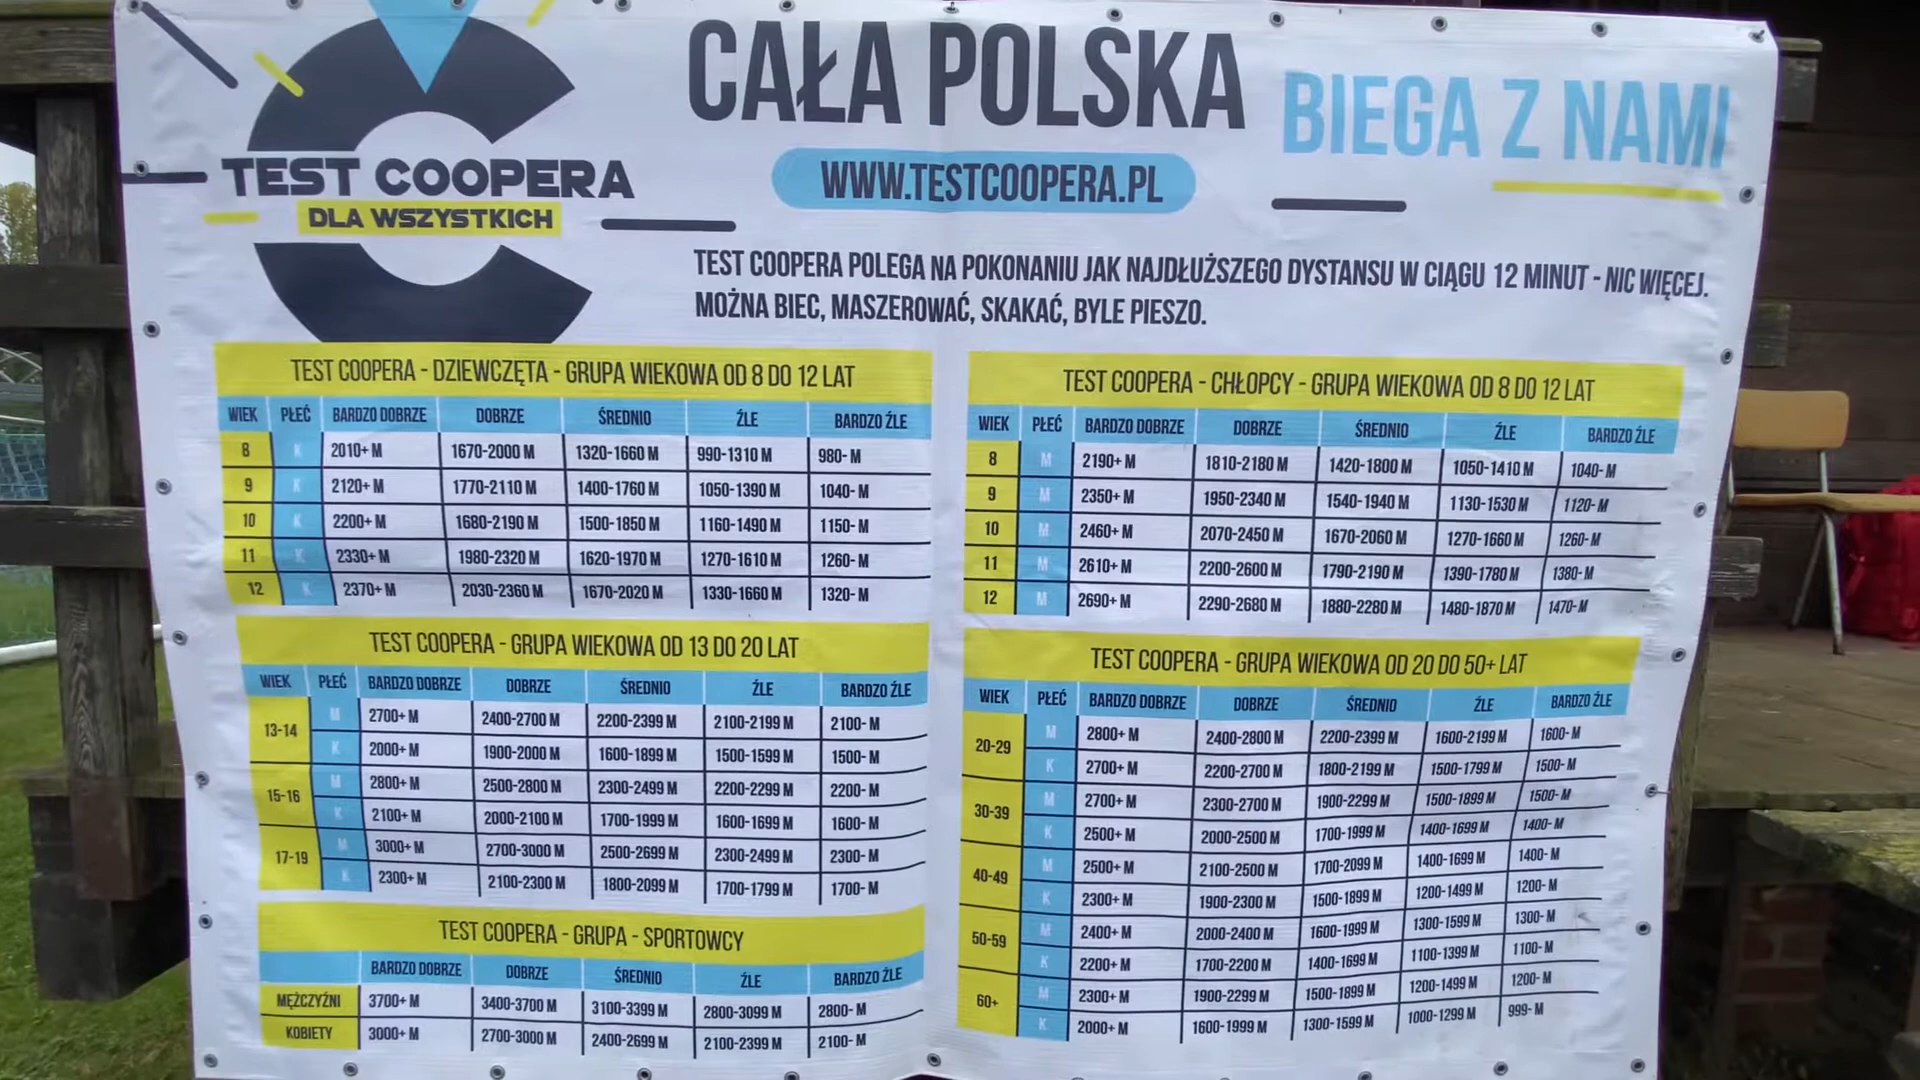 TEST COOPERA
DLA WSZYSTKICH
CAŁA POLSKA
BIEGA Z NAMI
WWW.TESTCOOPERA.PL
TEST COOPERA POLEGA NA POKONANIU JAK NAJDŁUŻSZEGO DYSTANSU W CIĄGU 12 MINUT - NIC WIĘCEJ.
MOŻNA BIEC, MASZEROWAĆ, SKAKAĆ, BYLE PIESZO.
TEST COOPERA - DZIEWCZĘTA - GRUPA WIEKOWA OD 8 DO 12 LAT
WIEK PŁEĆ BARDZO DOBRZE DOBRZE ŚREDNIO ŹLE BARDZO ŹLE
8 K 2010+ M 1670-2000 M 1320-1660 M 990-1310 M 980- M
9 K 2120+ M 1770-2110 M 1400-1760 M 1050-1390 M 1040- M
10 K 2200+ M 1680-2190 M 1500-1850 M 1160-1490 M 1150- M
11 K 2330+ M 1980-2320 M 1620-1970 M 1270-1610 M 1260- M
12 K 2370+ M 2030-2360 M 1670-2020 M 1330-1660 M 1320- M
TEST COOPERA - CHŁOPCY - GRUPA WIEKOWA OD 8 DO 12 LAT
WIEK PŁEĆ BARDZO DOBRZE DOBRZE ŚREDNIO ŹLE BARDZO ŹLE
8 M 2190+ M 1810-2180 M 1420-1800 M 1050-1410 M 1040- M
9 M 2350+ M 1950-2340 M 1540-1940 M 1130-1530 M 1120- M
10 M 2460+ M 2070-2450 M 1670-2060 M 1270-1660 M 1260- M
11 M 2610+ M 2200-2600 M 1790-2190 M 1390-1780 M 1380- M
12 M 2690+ M 2290-2680 M 1880-2280 M 1480-1870 M 1470- M
TEST COOPERA - GRUPA WIEKOWA OD 13 DO 20 LAT
WIEK PŁEĆ BARDZO DOBRZE DOBRZE ŚREDNIO ŹLE BARDZO ŹLE
13-14 M 2700+ M 2400-2700 M 2200-2399 M 2100-2199 M 2100- M
K 2000+ M 1900-2000 M 1600-1899 M 1500-1599 M 1500- M
15-16 M 2800+ M 2500-2800 M 2300-2499 M 2200-2299 M 2200- M
K 2100+ M 2000-2100 M 1700-1999 M 1600-1699 M 1600- M
17-19 M 3000+ M 2700-3000 M 2500-2699 M 2300-2499 M 2300- M
K 2300+ M 2100-2300 M 1800-2099 M 1700-1799 M 1700- M
TEST COOPERA - GRUPA WIEKOWA OD 20 DO 50+ LAT
WIEK PŁEĆ BARDZO DOBRZE DOBRZE ŚREDNIO ŹLE BARDZO ŹLE
20-29 M 2800+ M 2400-2800 M 2200-2399 M 1600-2199 M 1600- M
K 2700+ M 2200-2700 M 1800-2199 M 1500-1799 M 1500- M
30-39 M 2700+ M 2300-2700 M 1900-2299 M 1500-1899 M 1500- M
K 2500+ M 2000-2500 M 1700-1999 M 1400-1699 M 1400- M
40-49 M 2500+ M 2100-2500 M 1700-2099 M 1400-1699 M 1400- M
K 2300+ M 1900-2300 M 1500-1899 M 1200-1499 M 1200- M
50-59 M 2400+ M 2000-2400 M 1600-1999 M 1300-1599 M 1300- M
K 2200+ M 1700-2200 M 1400-1699 M 1100-1399 M 1100- M
60+ M 2300+ M 1900-2299 M 1500-1899 M 1200-1499 M 1200- M
K 2000+ M 1600-1999 M 1300-1599 M 1000-1299 M 999- M
TEST COOPERA - GRUPA - SPORTOWCY
BARDZO DOBRZE DOBRZE ŚREDNIO ŹLE BARDZO ŹLE
MĘŻCZYŹNI 3700+ M 3400-3700 M 3100-3399 M 2800-3099 M 2800- M
KOBIETY 3000+ M 2700-3000 M 2400-2699 M 2100-2399 M 2100- M